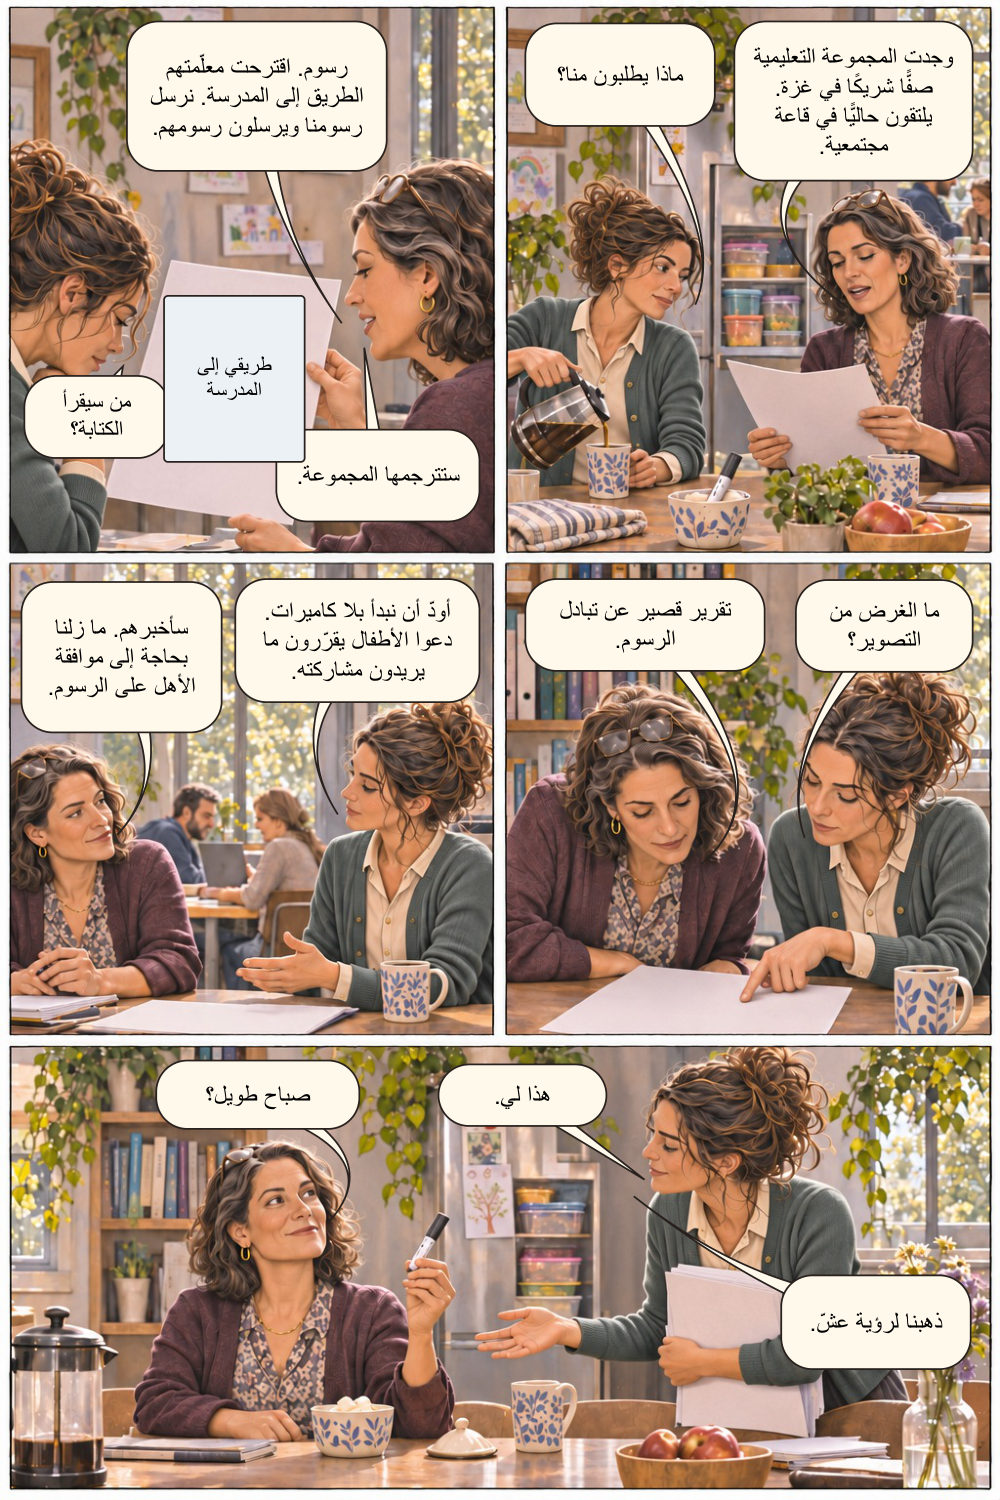 وجدت المجموعة التعليمية
صفًّا شريكًا في غزة.
يلتقون حاليًّا في قاعة
مجتمعية.
ماذا يطلبون منا؟
رسوم. اقترحت معلّمتهم
الطريق إلى المدرسة. نرسل
رسومنا ويرسلون رسومهم.
طريقي إلى
المدرسة
من سيقرأ
الكتابة؟
ستترجمها المجموعة.
ما الغرض من
التصوير؟
تقرير قصير عن تبادل
الرسوم.
أودّ أن نبدأ بلا كاميرات.
دعوا الأطفال يقرّرون ما
يريدون مشاركته.
سأخبرهم. ما زلنا
بحاجة إلى موافقة
الأهل على الرسوم.
هذا لي.
صباح طويل؟
ذهبنا لرؤية عشّ.